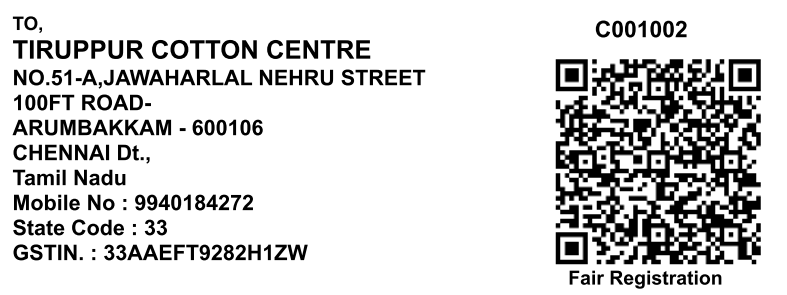 TO,
TIRUPPUR COTTON CENTRE
NO.51-A,JAWAHARLAL NEHRU STREET
100FT ROAD-
ARUMBAKKAM - 600106
CHENNAI Dt.,
Tamil Nadu
Mobile No : 9940184272
State Code : 33
GSTIN. : 33AAEFT9282H1ZW
C001002
Fair Registration